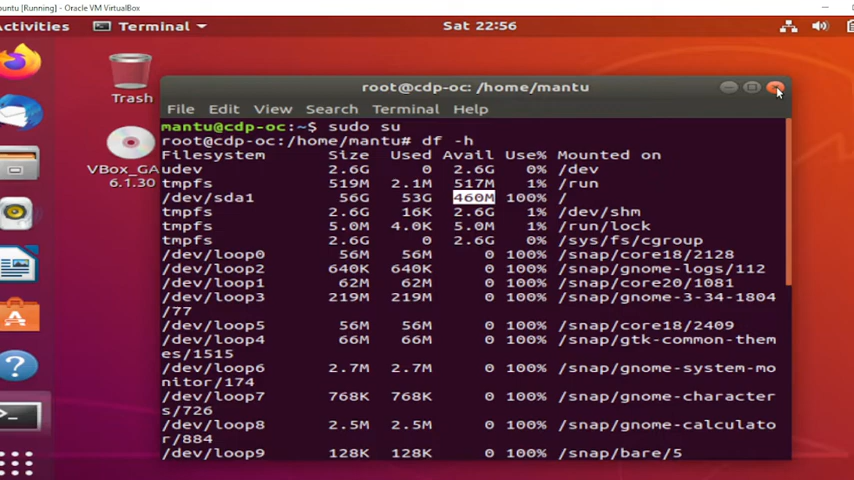 ountu [Running] - Oracle VM VirtualBox
ctivities
Terminal
Sat 22:56
Trash
VBox_GA
6.1.30
root@cdp-oc: /home/mantu
File Edit View Search Terminal Help
mantu@cdp-oc:~$ sudo su
root@cdp-oc:/home/mantu# df -h
Filesystem Size Used Avail Use% Mounted on
udev 2.6G 0 2.6G 0% /dev
tmpfs 519M 2.1M 517M 1% /run
/dev/sda1 56G 53G 460M 100% /
tmpfs 2.6G 16K 2.6G 1% /dev/shm
tmpfs 5.0M 4.0K 5.0M 1% /run/lock
tmpfs 2.6G 0 2.6G 0% /sys/fs/cgroup
/dev/loop0 56M 56M 0 100% /snap/core18/2128
/dev/loop2 640K 640K 0 100% /snap/gnome-logs/112
/dev/loop1 62M 62M 0 100% /snap/core20/1081
/dev/loop3 219M 219M 0 100% /snap/gnome-3-34-1804
/77
/dev/loop5 56M 56M 0 100% /snap/core18/2409
/dev/loop4 66M 66M 0 100% /snap/gtk-common-them
es/1515
/dev/loop6 2.7M 2.7M 0 100% /snap/gnome-system-mo
nitor/174
/dev/loop7 768K 768K 0 100% /snap/gnome-character
s/726
/dev/loop8 2.5M 2.5M 0 100% /snap/gnome-calculato
r/884
/dev/loop9 128K 128K 0 100% /snap/bare/5